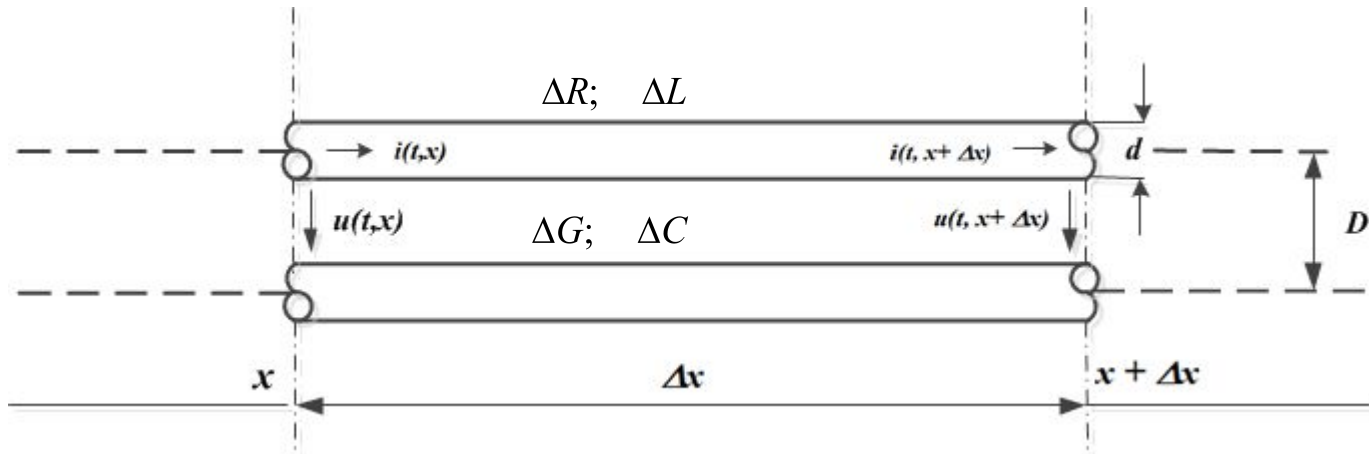 ΔR; ΔL
i(t,x) i(t, x+ Δx) d
u(t,x) ΔG; ΔC u(t, x+ Δx) D
x Δx x + Δx